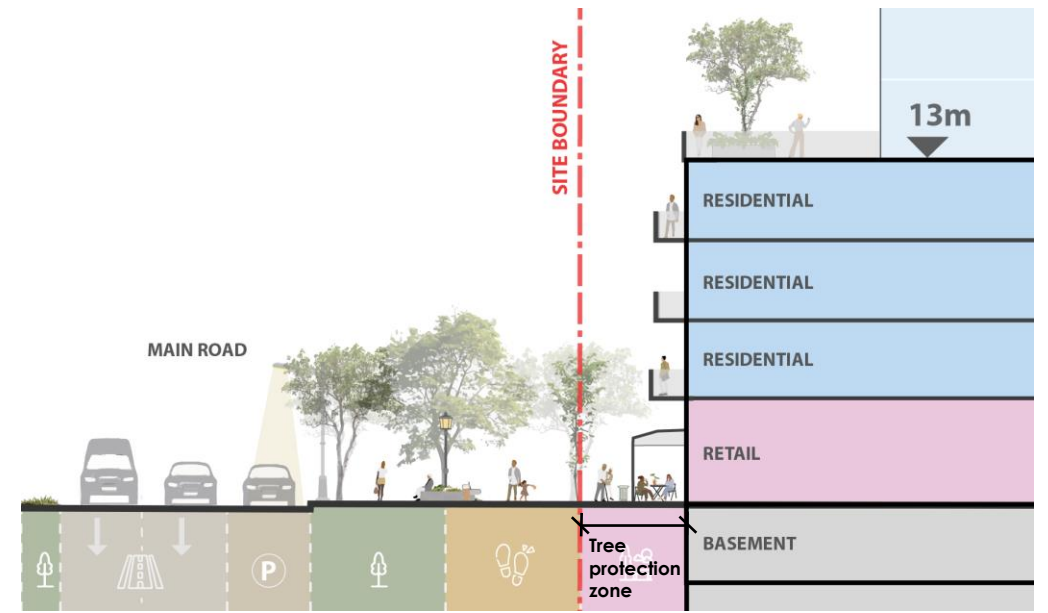 SITE BOUNDARY
13m
RESIDENTIAL
RESIDENTIAL
MAIN ROAD
RESIDENTIAL
RETAIL
BASEMENT
Tree
protection
zone
P